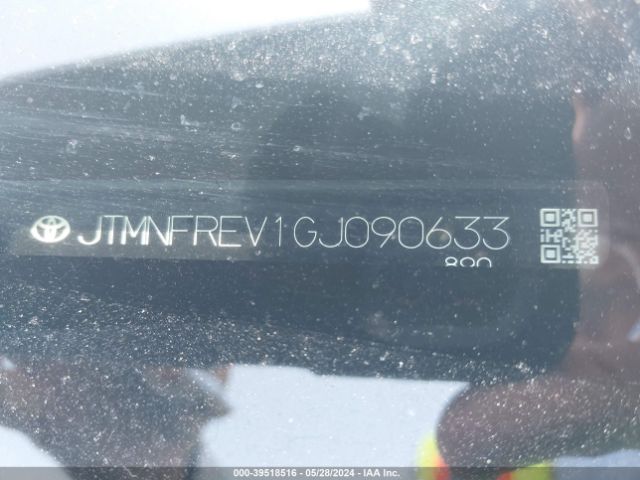 JTMNFREV1GJ090633
000-39518516 - 05/28/2024 - IAA Inc.